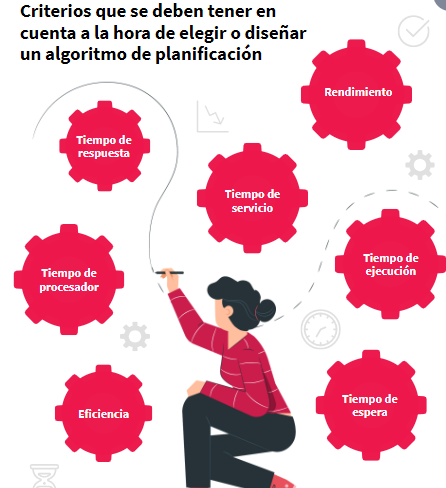 Criterios que se deben tener en
cuenta a la hora de elegir o diseñar
un algoritmo de planificación
Rendimiento
Tiempo de
respuesta
Tiempo de
servicio
Tiempo de
procesador
Tiempo de
ejecución
Eficiencia
Tiempo de
espera